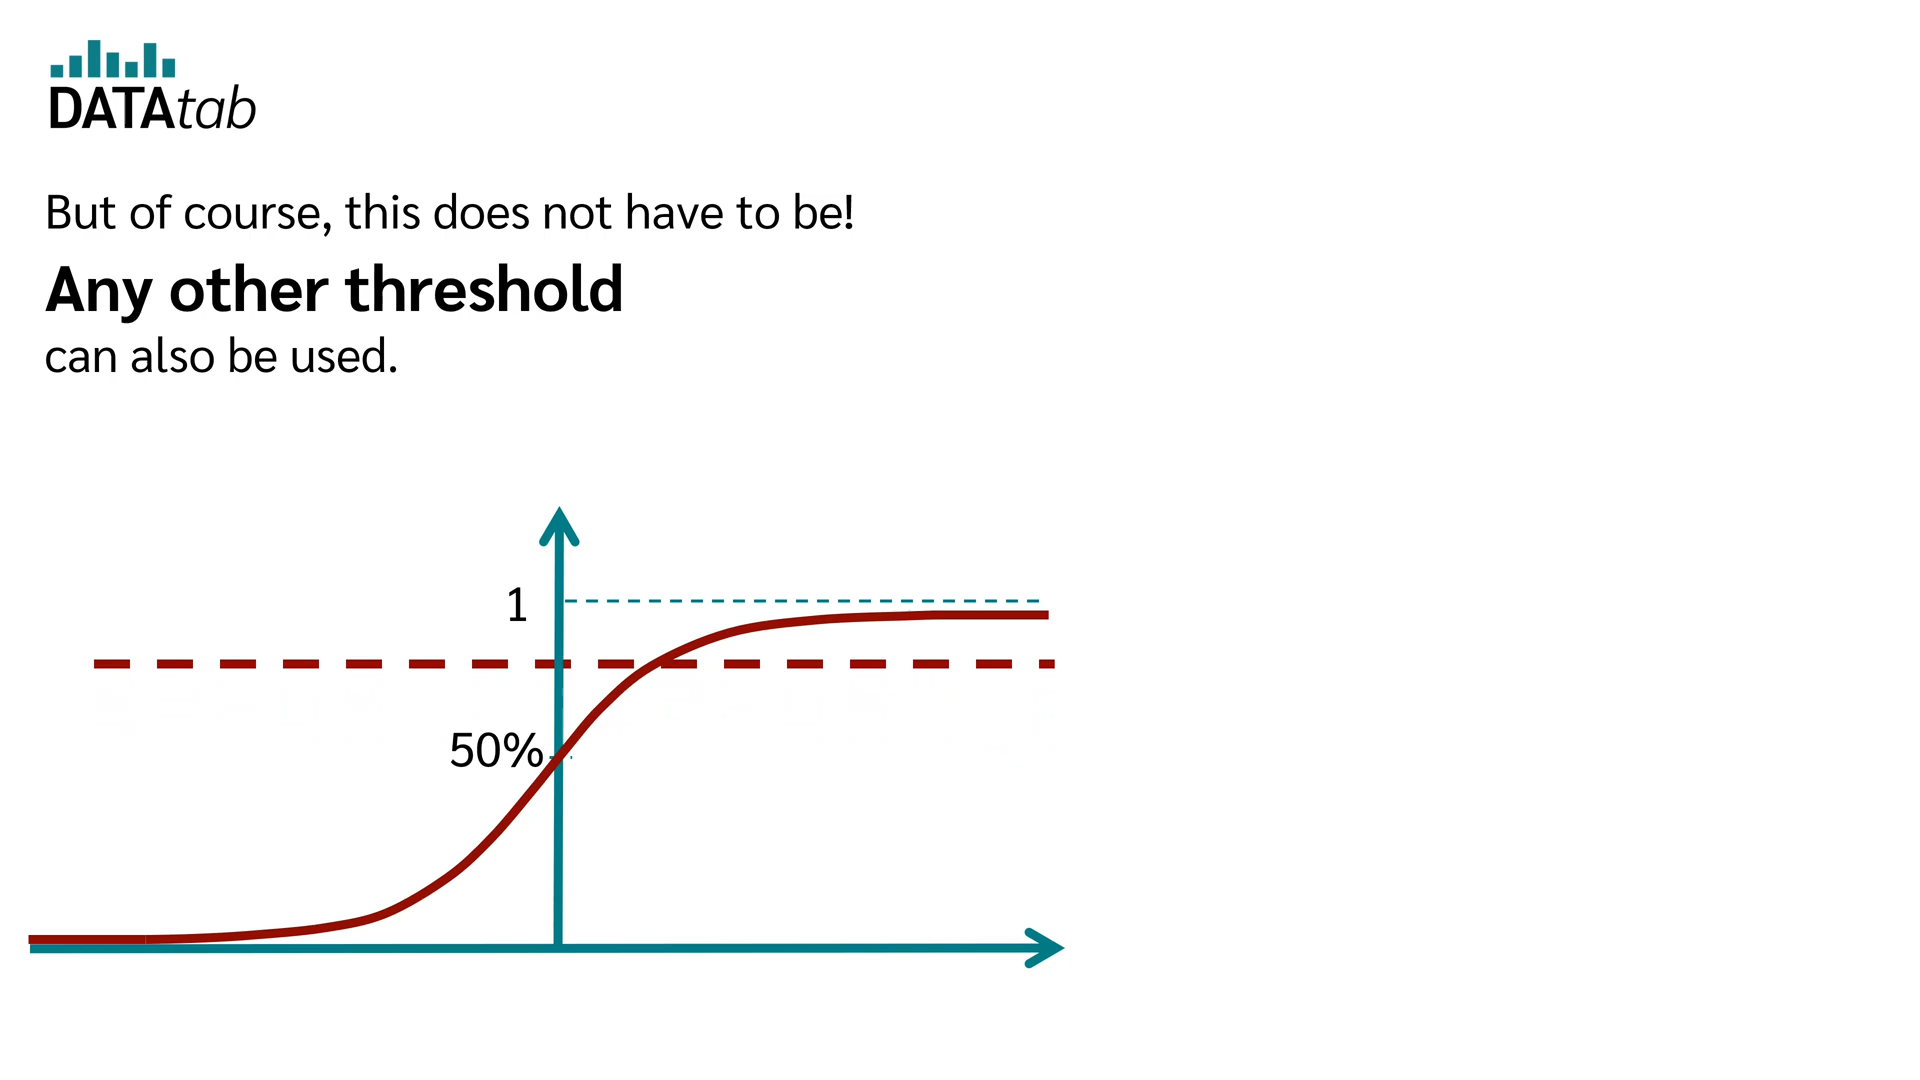 DATAtab
But of course, this does not have to be!
Any other threshold
can also be used.
1
50%